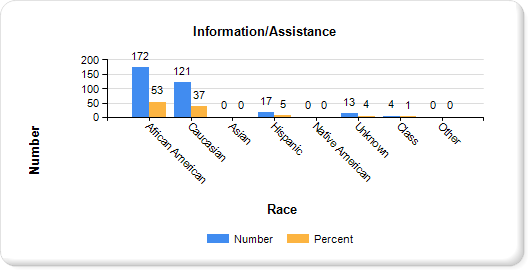 Information/Assistance
Number
200
150
100
50
0
172
53
121
37
0
0
17
5
0
0
13
4
4
1
0
0
African American
Caucasian
Asian
Hispanic
Native American
Unknown
Class
Other
Race
Number
Percent